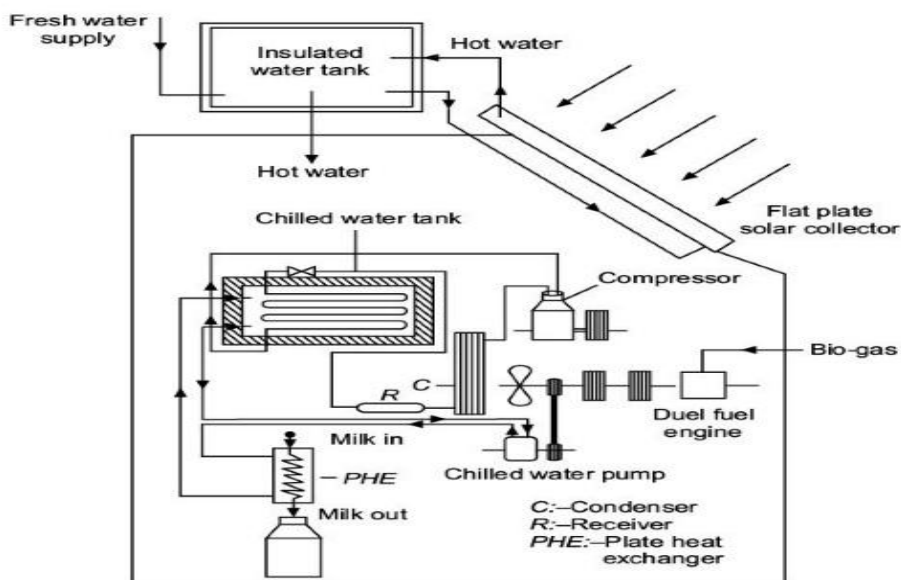 Fresh water
supply
Insulated
water tank
Hot water
Hot water
Flat plate
solar collector
Chilled water tank
Compressor
Bio-gas
C
R
Duel fuel
engine
Milk in
Chilled water pump
PHE
Milk out
C:–Condenser
R:–Receiver
PHE:–Plate heat
exchanger